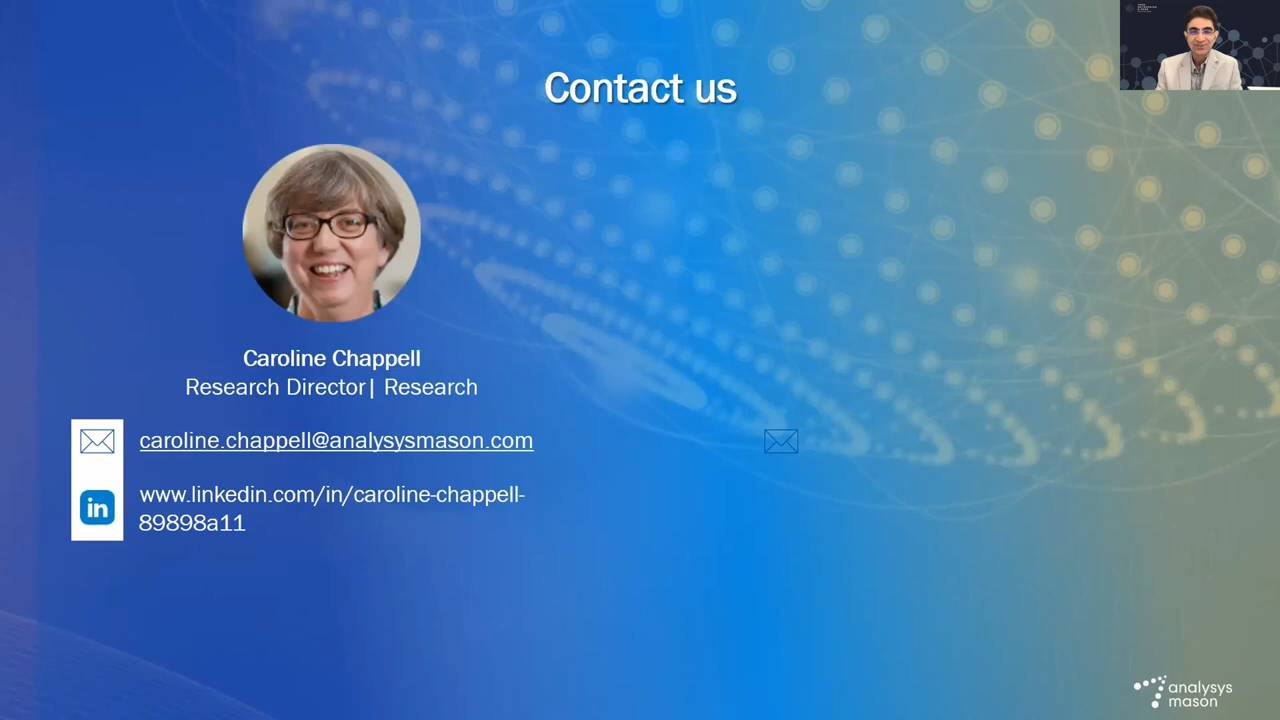 Contact us
Caroline Chappell
Research Director| Research
caroline.chappell@analysysmason.com
in
www.linkedin.com/in/caroline-chappell-
89898a11
analysys
mason